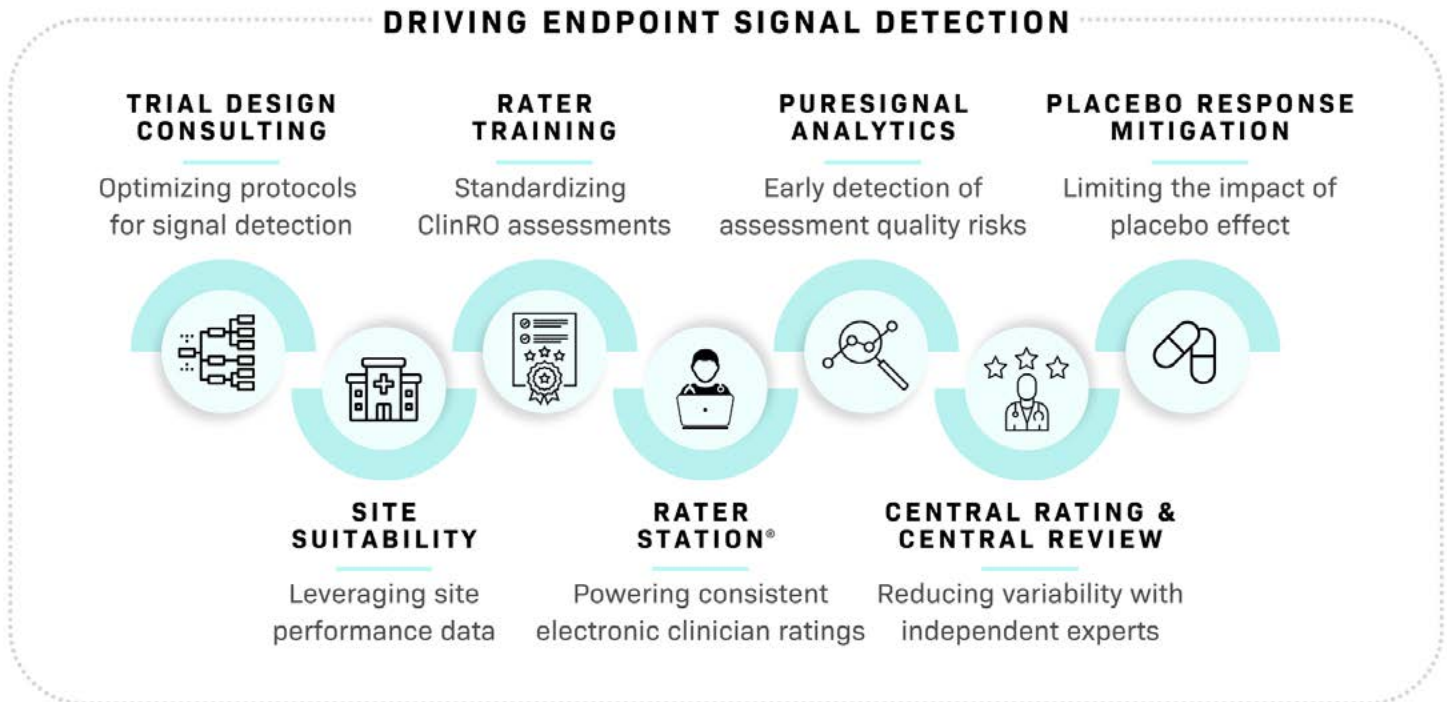 DRIVING ENDPOINT SIGNAL DETECTION
TRIAL DESIGN
CONSULTING
Optimizing protocols
for signal detection
RATER
TRAINING
Standardizing
ClinRO assessments
PURESIGNAL
ANALYTICS
Early detection of
assessment quality risks
PLACEBO RESPONSE
MITIGATION
Limiting the impact of
placebo effect
SITE
SUITABILITY
Leveraging site
performance data
RATER
STATION®
Powering consistent
electronic clinician ratings
CENTRAL RATING &
CENTRAL REVIEW
Reducing variability with
independent experts